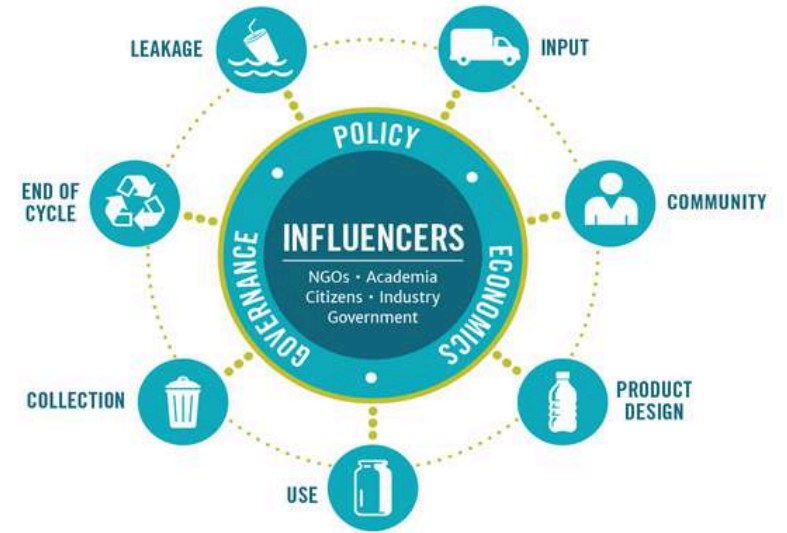 LEAKAGE
INPUT
POLICY
END OF
CYCLE
COMMUNITY
INFLUENCERS
NGOs • Academia
Citizens • Industry
Government
GOVERNANCE
ECONOMICS
COLLECTION
PRODUCT
DESIGN
USE